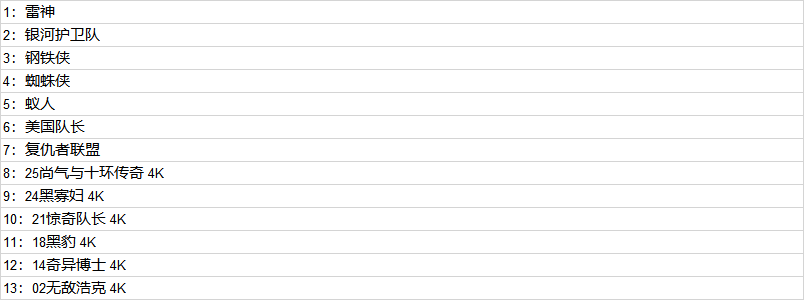 1：雷神
2：银河护卫队
3：钢铁侠
4：蜘蛛侠
5：蚁人
6：美国队长
7：复仇者联盟
8：25尚气与十环传奇 4K
9：24黑寡妇 4K
10：21惊奇队长 4K
11：18黑豹 4K
12：14奇异博士 4K
13：02无敌浩克 4K